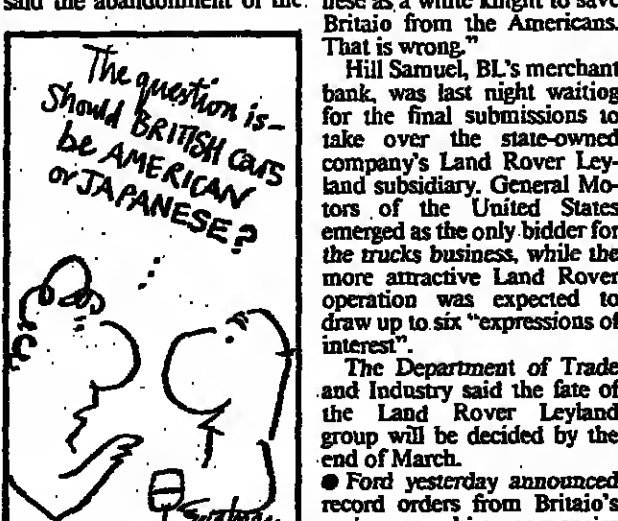 said the abandonment of the
The question is –
Should BRITISH cars
be AMERICAN
or JAPANESE?
nese as a white knight to save
Britaio from the Americans.
That is wrong."
Hill Samuel, BL's merchant
bank, was last night waitiog
for the final submissions to
take over the state-owned
company's Land Rover Ley-
land subsidiary. General Mo-
tors of the United States
emerged as the only bidder for
the trucks business, while the
more attractive Land Rover
operation was expected to
draw up to six "expressions of
interest".
The Department of Trade
and Industry said the fate of
the Land Rover Leyland
group will be decided by the
end of March.
● Ford yesterday announced
record orders from Britaio's